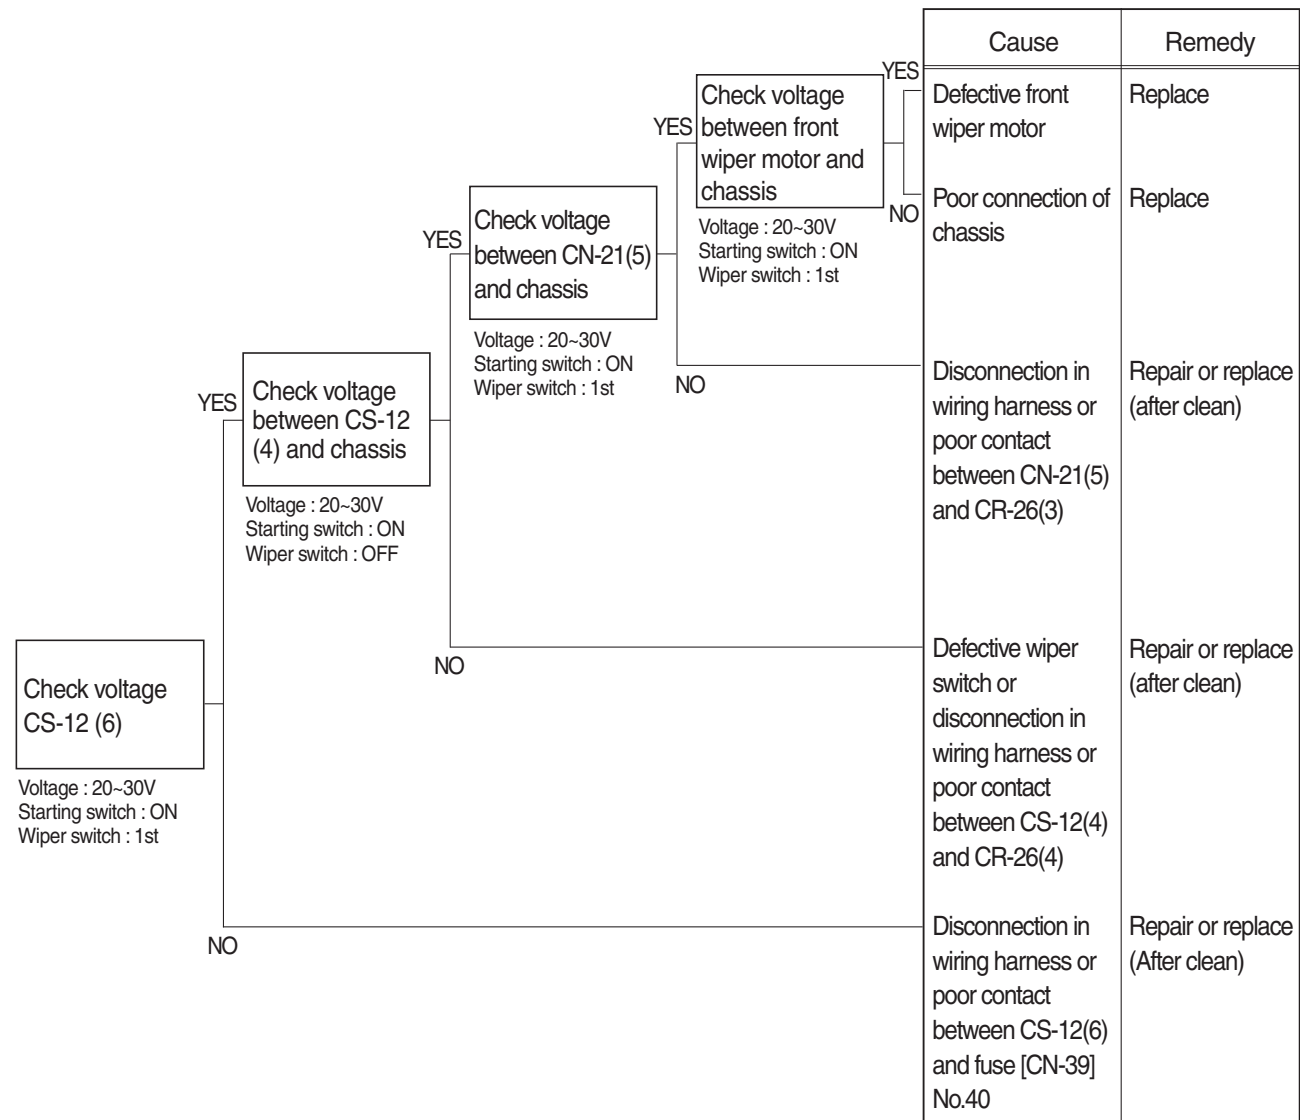 Cause
Remedy
YES
Check voltage
between front
wiper motor and
chassis
YES
Defective front
wiper motor
Replace
NO
Poor connection of
chassis
Replace
Voltage : 20~30V
Starting switch : ON
Wiper switch : 1st
Check voltage
between CN-21(5)
and chassis
YES
Voltage : 20~30V
Starting switch : ON
Wiper switch : 1st
NO
Disconnection in
wiring harness or
poor contact
between CN-21(5)
and CR-26(3)
Repair or replace
(after clean)
YES
Check voltage
between CS-12
(4) and chassis
Voltage : 20~30V
Starting switch : ON
Wiper switch : OFF
NO
Defective wiper
switch or
disconnection in
wiring harness or
poor contact
between CS-12(4)
and CR-26(4)
Repair or replace
(after clean)
Check voltage
CS-12 (6)
Voltage : 20~30V
Starting switch : ON
Wiper switch : 1st
NO
Disconnection in
wiring harness or
poor contact
between CS-12(6)
and fuse [CN-39]
No.40
Repair or replace
(After clean)